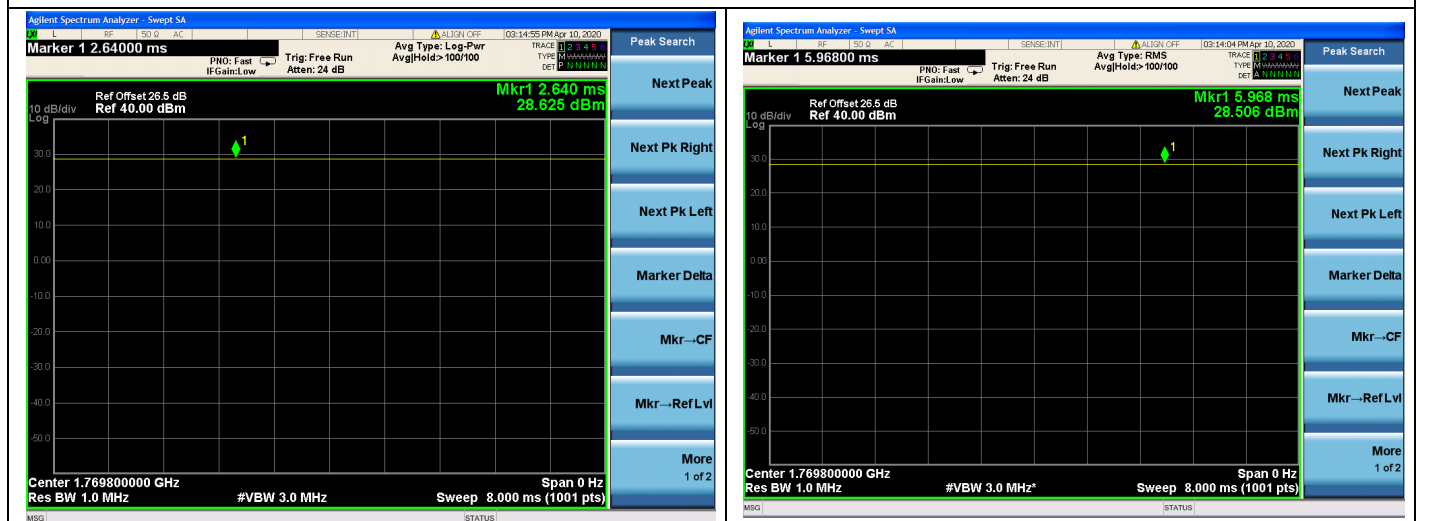 Agilent Spectrum Analyzer - Swept SA
L RF 50 Ω AC SENSE:INT ALIGN OFF 03:14:55 PM Apr 10, 2020
Marker 1 2.64000 ms
PNO: Fast
IFGain:Low
Trig: Free Run
Atten: 24 dB
Avg Type: Log-Pwr
Avg|Hold:>100/100
TRACE 1 2 3 4 5 6
TYPE M
DET P N N N N N
Peak Search
Next Peak
Next Pk Right
Next Pk Left
Marker Delta
Mkr→CF
Mkr→Ref Lvl
More
1 of 2
Mkr1 2.640 ms
28.625 dBm
Ref Offset 26.5 dB
10 dB/div Ref 40.00 dBm
Log
1
30.0
20.0
10.0
0.00
-10.0
-20.0
-30.0
-40.0
-50.0
Center 1.769800000 GHz Span 0 Hz
Res BW 1.0 MHz #VBW 3.0 MHz Sweep 8.000 ms (1001 pts)
MSG STATUS
Agilent Spectrum Analyzer - Swept SA
L RF 50 Ω AC SENSE:INT ALIGN OFF 03:14:04 PM Apr 10, 2020
Marker 1 5.96800 ms
PNO: Fast
IFGain:Low
Trig: Free Run
Atten: 24 dB
Avg Type: RMS
Avg|Hold:>100/100
TRACE 1 2 3 4 5 6
TYPE M
DET A N N N N N
Peak Search
Next Peak
Next Pk Right
Next Pk Left
Marker Delta
Mkr→CF
Mkr→Ref Lvl
More
1 of 2
Mkr1 5.968 ms
28.506 dBm
Ref Offset 26.5 dB
10 dB/div Ref 40.00 dBm
Log
1
30.0
20.0
10.0
0.00
-10.0
-20.0
-30.0
-40.0
-50.0
Center 1.769800000 GHz Span 0 Hz
Res BW 1.0 MHz #VBW 3.0 MHz* Sweep 8.000 ms (1001 pts)
MSG STATUS